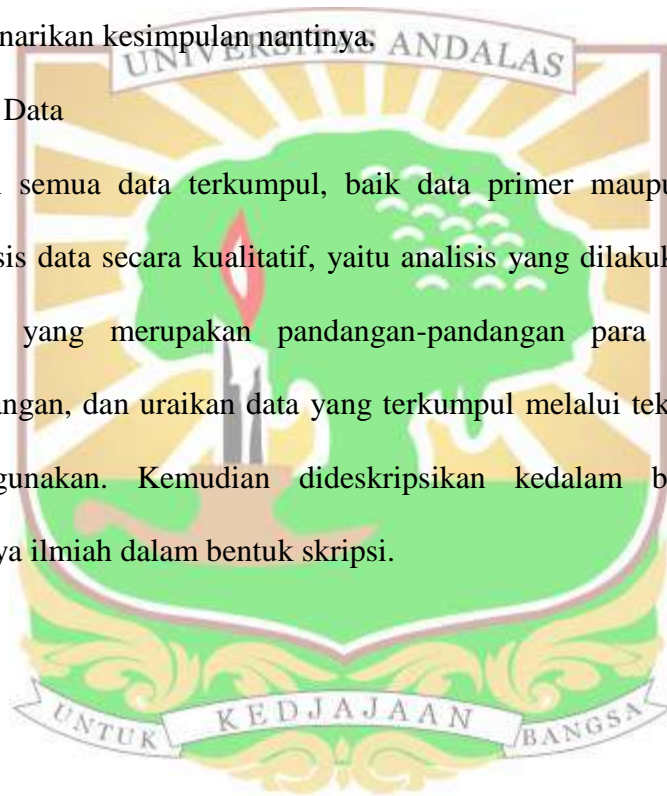 narikan kesimpulan nantinya.
UNIVERSITAS ANDALAS
Data
semua data terkumpul, baik data primer maupu
sis data secara kualitatif, yaitu analisis yang dilakuk
yang merupakan pandangan-pandangan para
angan, dan uraikan data yang terkumpul melalui tek
gunakan. Kemudian dideskripsikan kedalam b
ya ilmiah dalam bentuk skripsi.
UNTUK KEDJAJAAN BANGSA